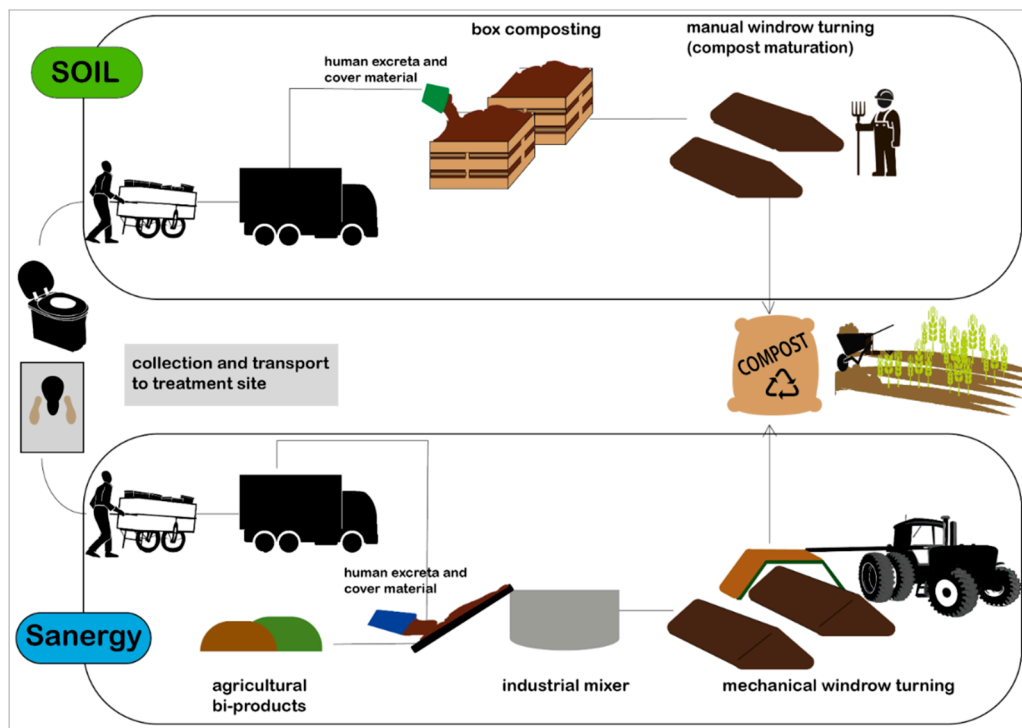 SOIL
box composting
manual windrow turning
(compost maturation)
human excreta and
cover material
collection and transport
to treatment site
COMPOST
human excreta and
cover material
Sanergy
agricultural
bi-products
industrial mixer
mechanical windrow turning